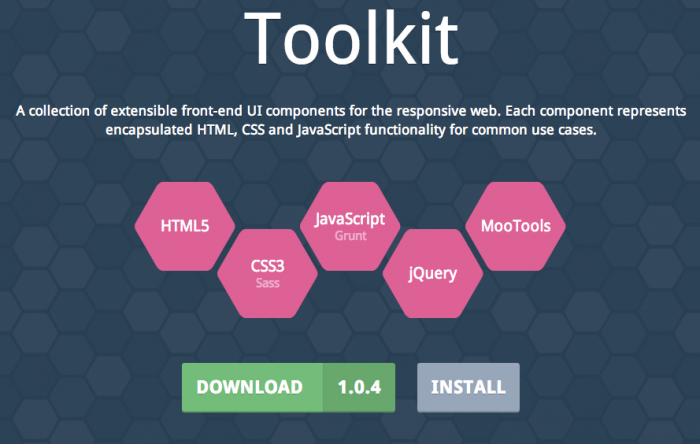 Toolkit
A collection of extensible front-end UI components for the responsive web. Each component represents
encapsulated HTML, CSS and JavaScript functionality for common use cases.
HTML5
CSS3
Sass
JavaScript
Grunt
jQuery
MooTools
DOWNLOAD 1.0.4
INSTALL